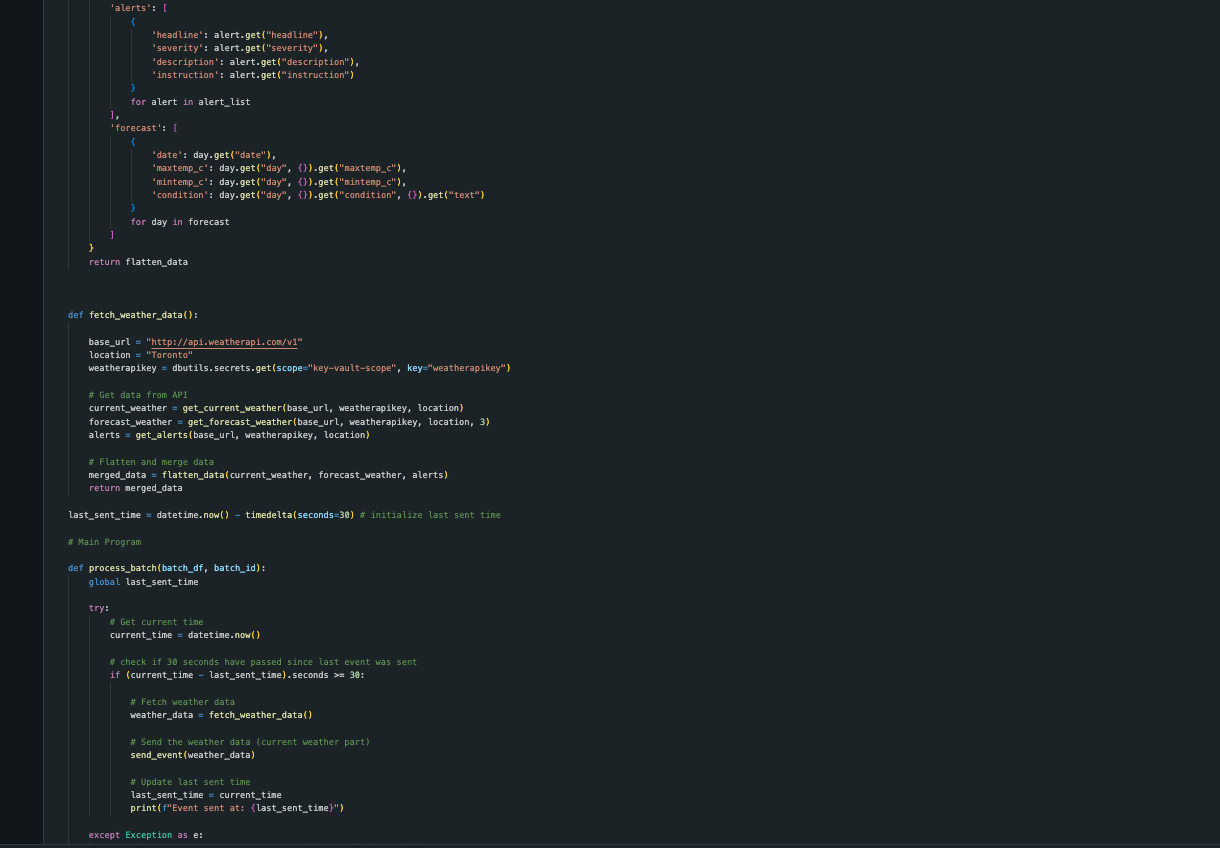 'alerts': [
{
'headline': alert.get("headline"),
'severity': alert.get("severity"),
'description': alert.get("description"),
'instruction': alert.get("instruction")
}
for alert in alert_list
],
'forecast': [
{
'date': day.get("date"),
'maxtemp_c': day.get("day", {}).get("maxtemp_c"),
'mintemp_c': day.get("day", {}).get("mintemp_c"),
'condition': day.get("day", {}).get("condition", {}).get("text")
}
for day in forecast
]
}
return flatten_data
def fetch_weather_data():
base_url = "http://api.weatherapi.com/v1"
location = "Toronto"
weatherapikey = dbutils.secrets.get(scope="key-vault-scope", key="weatherapikey")
# Get data from API
current_weather = get_current_weather(base_url, weatherapikey, location)
forecast_weather = get_forecast_weather(base_url, weatherapikey, location, 3)
alerts = get_alerts(base_url, weatherapikey, location)
# Flatten and merge data
merged_data = flatten_data(current_weather, forecast_weather, alerts)
return merged_data
last_sent_time = datetime.now() - timedelta(seconds=30) # initialize last sent time
# Main Program
def process_batch(batch_df, batch_id):
global last_sent_time
try:
# Get current time
current_time = datetime.now()
# check if 30 seconds have passed since last event was sent
if (current_time - last_sent_time).seconds >= 30:
# Fetch weather data
weather_data = fetch_weather_data()
# Send the weather data (current weather part)
send_event(weather_data)
# Update last sent time
last_sent_time = current_time
print(f"Event sent at: {last_sent_time}")
except Exception as e: